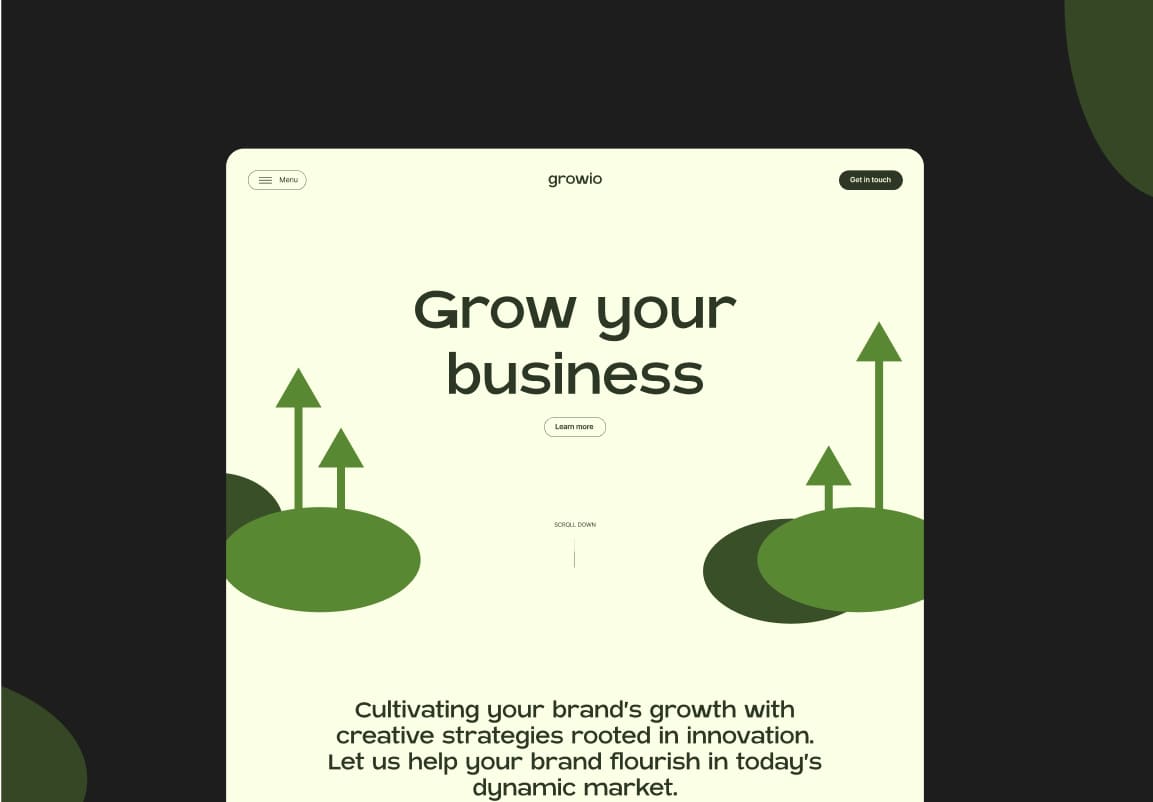 Menu
growio
Get in touch
Grow your
business
Learn more
SCROLL DOWN
Cultivating your brand's growth with
creative strategies rooted in innovation.
Let us help your brand flourish in today's
dynamic market.